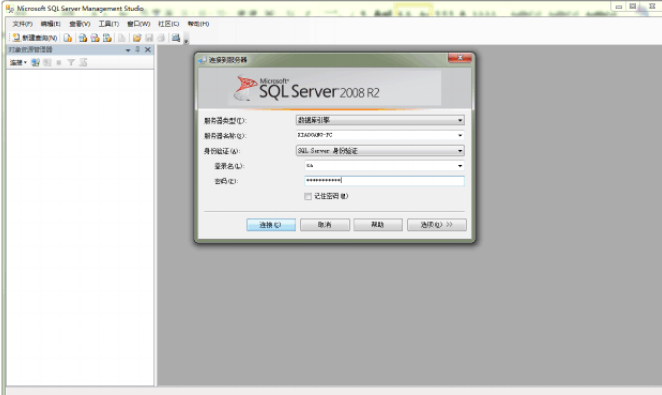 Microsoft SQL Server Management Studio
文件(F) 编辑(E) 查看(V) 工具(T) 窗口(W) 社区(C) 帮助(H)
新建查询(N)
对象资源管理器
连接
连接到服务器
Microsoft
SQL Server 2008 R2
服务器类型(T): 数据库引擎
服务器名称(S):
身份验证(A): SQL Server 身份验证
登录名(L): sa
密码(P): ***********
记住密码(M)
连接(C) 取消 帮助 选项(O) >>